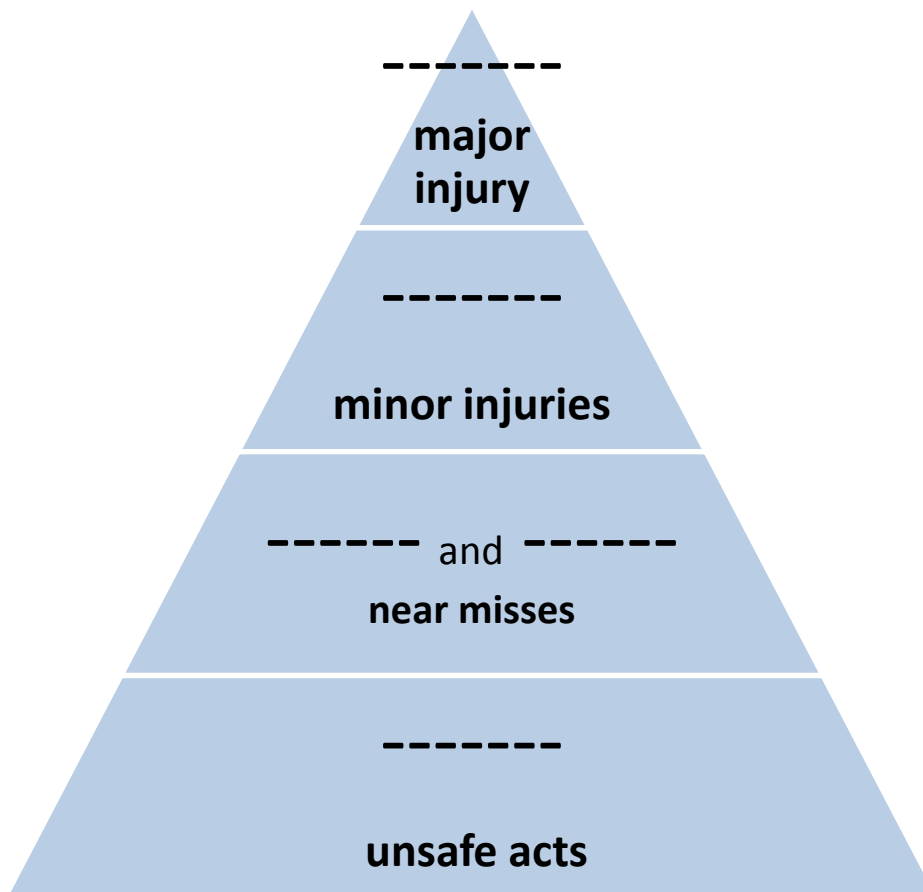 -------
major
injury
-------
minor injuries
------ and ------
near misses
-------
unsafe acts